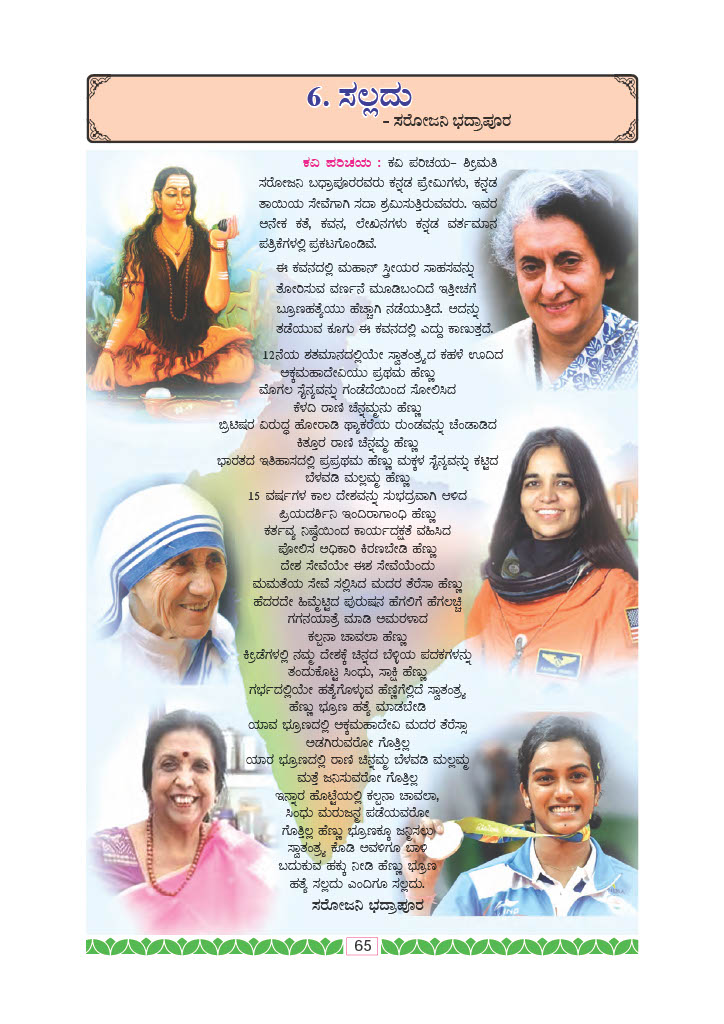 6. ಸಲ್ಲದು
- ಸರೋಜನಿ ಭದ್ರಾಪೂರ
ಕವಿ ಪರಿಚಯ : ಕವಿ ಪರಿಚಯ– ಶ್ರೀಮತಿ
ಸರೋಜನಿ ಬಧ್ರಾಪೂರರವರು ಕನ್ನಡ ಪ್ರೇಮಿಗಳು, ಕನ್ನಡ
ತಾಯಿಯ ಸೇವೆಗಾಗಿ ಸದಾ ಶ್ರಮಿಸುತ್ತಿರುವವರು. ಇವರ
ಅನೇಕ ಕತೆ, ಕವನ, ಲೇಖನಗಳು ಕನ್ನಡ ವರ್ತಮಾನ
ಪತ್ರಿಕೆಗಳಲ್ಲಿ ಪ್ರಕಟಗೊಂಡಿವೆ.
ಈ ಕವನದಲ್ಲಿ ಮಹಾನ್ ಸ್ತ್ರೀಯರ ಸಾಹಸವನ್ನು
ತೋರಿಸುವ ವರ್ಣನೆ ಮೂಡಿಬಂದಿದೆ ಇತ್ತೀಚಗೆ
ಬ್ರೂಣಹತ್ಯೆಯು ಹೆಚ್ಚಾಗಿ ನಡೆಯುತ್ತಿದೆ. ಅದನ್ನು
ತಡೆಯುವ ಕೂಗು ಈ ಕವನದಲ್ಲಿ ಎದ್ದು ಕಾಣುತ್ತದೆ.
12ನೆಯ ಶತಮಾನದಲ್ಲಿಯೇ ಸ್ವಾತಂತ್ರ್ಯದ ಕಹಳೆ ಊದಿದ
ಅಕ್ಕಮಹಾದೇವಿಯು ಪ್ರಥಮ ಹೆಣ್ಣು
ಮೊಗಲ ಸೈನ್ಯವನ್ನು ಗಂಡೆದೆಯಿಂದ ಸೋಲಿಸಿದ
ಕೆಳದಿ ರಾಣಿ ಚೆನ್ನಮ್ಮನು ಹೆಣ್ಣು
ಬ್ರಿಟಿಷರ ವಿರುದ್ಧ ಹೋರಾಡಿ ಥ್ಯಾಕರೆಯ ರುಂಡವನ್ನು ಚೆಂಡಾಡಿದ
ಕಿತ್ತೂರ ರಾಣಿ ಚೆನ್ನಮ್ಮ ಹೆಣ್ಣು
ಭಾರತದ ಇತಿಹಾಸದಲ್ಲಿ ಪ್ರಪ್ರಥಮ ಹೆಣ್ಣು ಮಕ್ಕಳ ಸೈನ್ಯವನ್ನು ಕಟ್ಟಿದ
ಬೆಳವಡಿ ಮಲ್ಲಮ್ಮ ಹೆಣ್ಣು
15 ವರ್ಷಗಳ ಕಾಲ ದೇಶವನ್ನು ಸುಭದ್ರವಾಗಿ ಆಳಿದ
ಪ್ರಿಯದರ್ಶಿನಿ ಇಂದಿರಾಗಾಂಧಿ ಹೆಣ್ಣು
ಕರ್ತವ್ಯ ನಿಷ್ಠೆಯಿಂದ ಕಾರ್ಯದಕ್ಷತೆ ವಹಿಸಿದ
ಪೋಲಿಸ ಅಧಿಕಾರಿ ಕಿರಣಬೇಡಿ ಹೆಣ್ಣು
ದೇಶ ಸೇವೆಯೇ ಈಶ ಸೇವೆಯೆಂದು
ಮಮತೆಯ ಸೇವೆ ಸಲ್ಲಿಸಿದ ಮದರ ತೆರೆಸಾ ಹೆಣ್ಣು
ಹೆದರದೇ ಹಿಮ್ಮೆಟ್ಟಿದ ಪುರುಷನ ಹೆಗಲಿಗೆ ಹೆಗಲಚ್ಚಿ
ಗಗನಯಾತ್ರೆ ಮಾಡಿ ಅಮರಳಾದ
ಕಲ್ಪನಾ ಚಾವಲಾ ಹೆಣ್ಣು
ಕ್ರೀಡೆಗಳಲ್ಲಿ ನಮ್ಮ ದೇಶಕ್ಕೆ ಚಿನ್ನದ ಬೆಳ್ಳಿಯ ಪದಕಗಳನ್ನು
ತಂದುಕೊಟ್ಟ ಸಿಂಧು, ಸಾಕ್ಷಿ ಹೆಣ್ಣು
ಗರ್ಭದಲ್ಲಿಯೇ ಹತ್ಯೆಗೊಳ್ಳುವ ಹೆಣ್ಣಿಗೆಲ್ಲಿದೆ ಸ್ವಾತಂತ್ರ್ಯ
ಹೆಣ್ಣು ಭ್ರೂಣ ಹತ್ಯೆ ಮಾಡಬೇಡಿ
ಯಾವ ಭ್ರೂಣದಲ್ಲಿ ಅಕ್ಕಮಹಾದೇವಿ ಮದರ ತೆರೆಸ್ಸಾ
ಅಡಗಿರುವರೋ ಗೊತ್ತಿಲ್ಲ
ಯಾರ ಭ್ರೂಣದಲ್ಲಿ ರಾಣಿ ಚೆನ್ನಮ್ಮ ಬೆಳವಡಿ ಮಲ್ಲಮ್ಮ
ಮತ್ತೆ ಜನಿಸುವರೋ ಗೊತ್ತಿಲ್ಲ
ಇನ್ನಾರ ಹೊಟ್ಟೆಯಲ್ಲಿ ಕಲ್ಪನಾ ಚಾವಲಾ,
ಸಿಂಧು ಮರುಜನ್ಮ ಪಡೆಯವರೋ
ಗೊತ್ತಿಲ್ಲ ಹೆಣ್ಣು ಭ್ರೂಣಕ್ಕೂ ಜನ್ಮಿಸಲು
ಸ್ವಾತಂತ್ರ್ಯ ಕೊಡಿ ಅವಳಿಗೂ ಬಾಳಿ
ಬದುಕುವ ಹಕ್ಕು ನೀಡಿ ಹೆಣ್ಣು ಭ್ರೂಣ
ಹತ್ಯೆ ಸಲ್ಲದು ಎಂದಿಗೂ ಸಲ್ಲದು.
ಸರೋಜನಿ ಭದ್ರಾಪೂರ
65